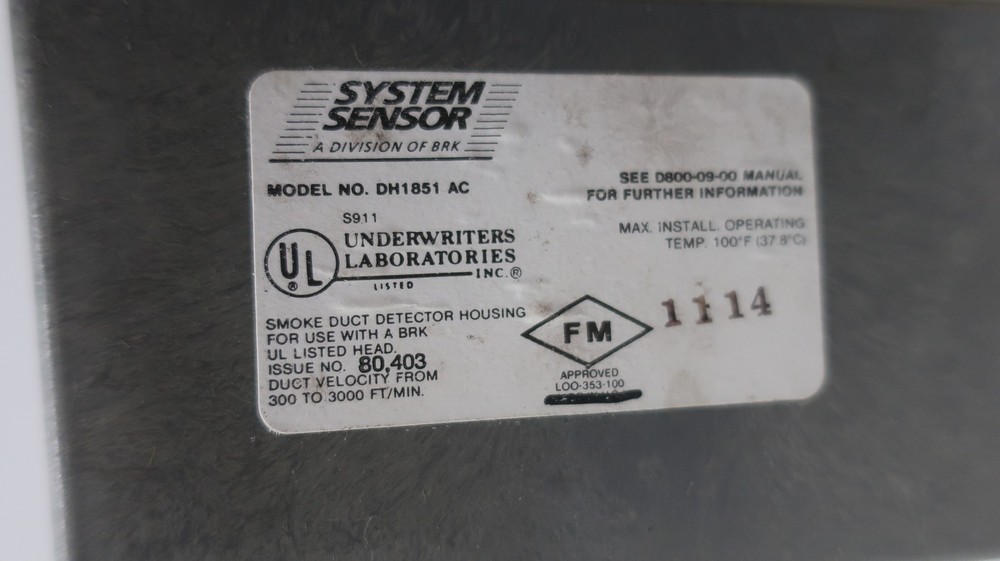 SYSTEM
SENSOR
A DIVISION OF BRK
MODEL NO. DH1851 AC
S911
UL
®
UNDERWRITERS
LABORATORIES
INC.®
LISTED
SMOKE DUCT DETECTOR HOUSING
FOR USE WITH A BRK
UL LISTED HEAD.
ISSUE NO. 80,403
DUCT VELOCITY FROM
300 TO 3000 FT/MIN.
SEE D800-09-00 MANUAL
FOR FURTHER INFORMATION
MAX. INSTALL. OPERATING
TEMP. 100°F (37.8°C)
FM
APPROVED
LOO-353-100
1114